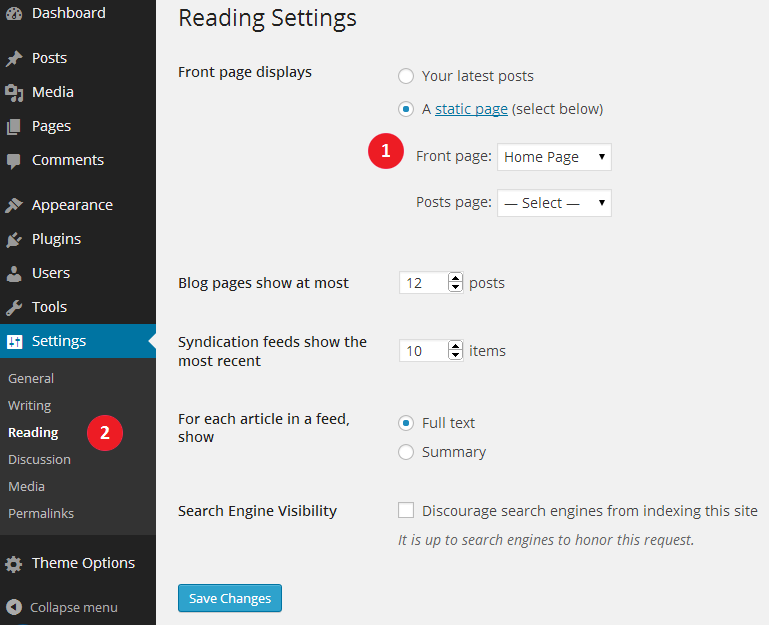 Dashboard
Posts
Media
Pages
Comments
Appearance
Plugins
Users
Tools
Settings
General
Writing
Reading 2
Discussion
Media
Permalinks
Theme Options
Collapse menu
Reading Settings
Front page displays
Your latest posts
A static page (select below)
1 Front page: Home Page
Posts page: — Select —
Blog pages show at most 12 posts
Syndication feeds show the
most recent
10 items
For each article in a feed,
show
Full text
Summary
Search Engine Visibility
Discourage search engines from indexing this site
It is up to search engines to honor this request.
Save Changes